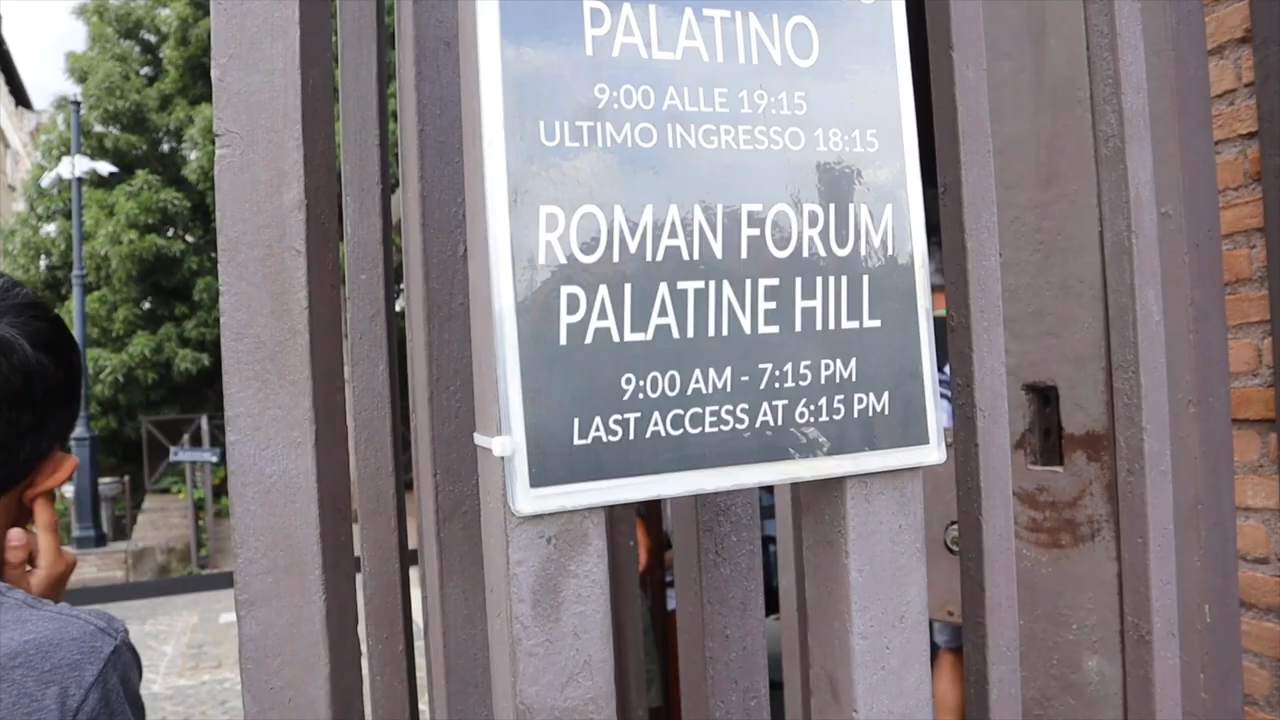 PALATINO
9:00 ALLE 19:15
ULTIMO INGRESSO 18:15
ROMAN FORUM
PALATINE HILL
9:00 AM - 7:15 PM
LAST ACCESS AT 6:15 PM